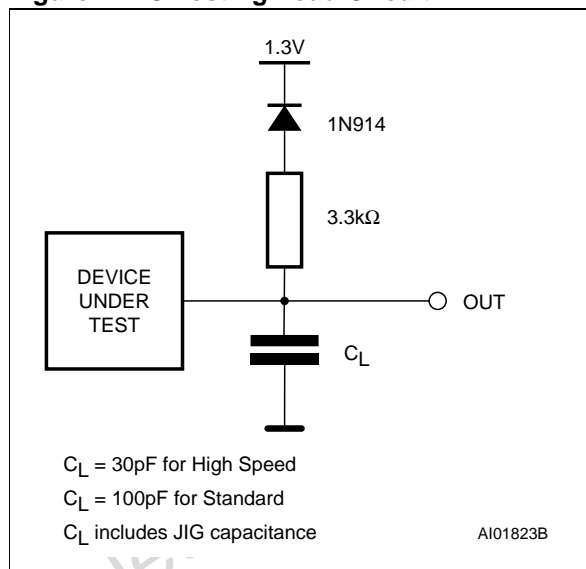 1.3V
1N914
3.3kΩ
DEVICE
UNDER
TEST
OUT
CL
CL = 30pF for High Speed
CL = 100pF for Standard
CL includes JIG capacitance
AI01823B